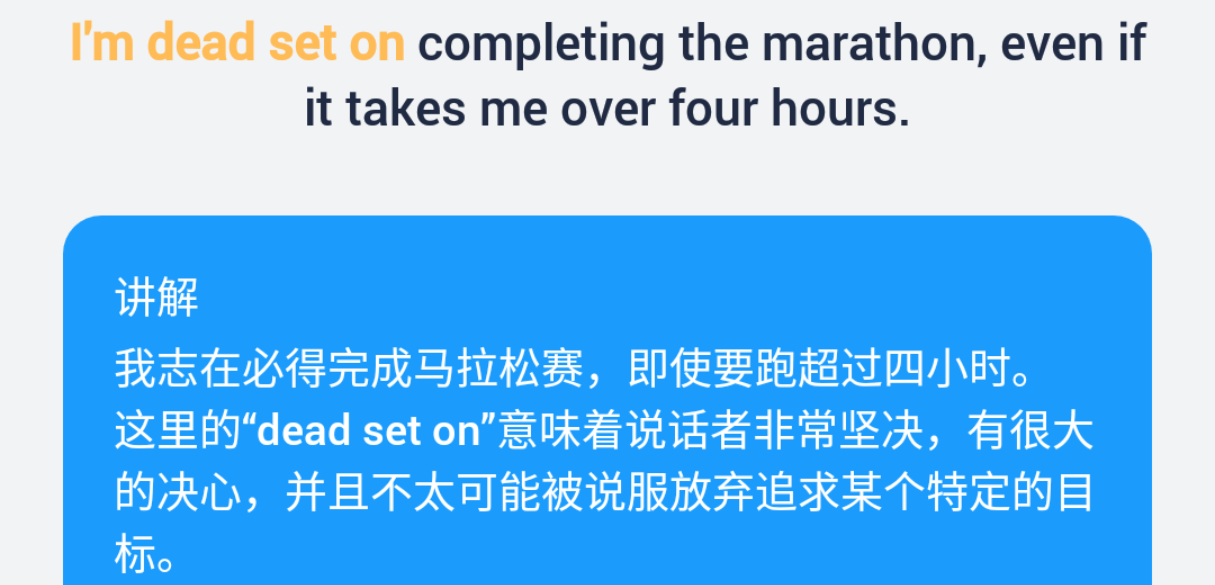 I'm dead set on completing the marathon, even if
it takes me over four hours.
讲解
我志在必得完成马拉松赛，即使要跑超过四小时。
这里的“dead set on”意味着说话者非常坚决，有很大
的决心，并且不太可能被说服放弃追求某个特定的目
标。